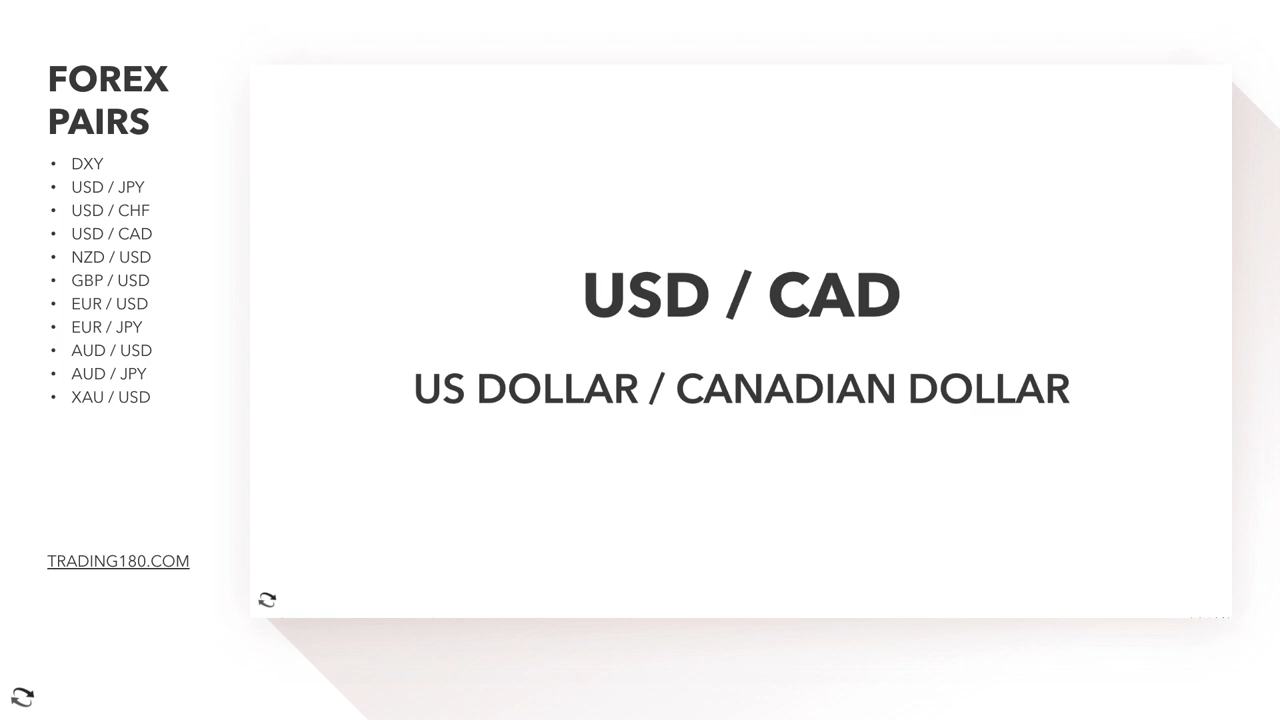 FOREX
PAIRS
• DXY
• USD / JPY
• USD / CHF
• USD / CAD
• NZD / USD
• GBP / USD
• EUR / USD
• EUR / JPY
• AUD / USD
• AUD / JPY
• XAU / USD
TRADING180.COM
USD / CAD
US DOLLAR / CANADIAN DOLLAR